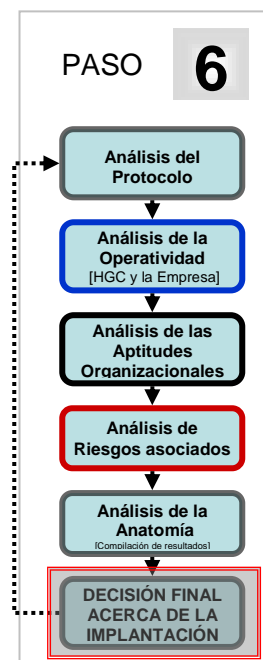 PASO 6
Análisis del
Protocolo
Análisis de la
Operatividad
[HGC y la Empresa]
Análisis de las
Aptitudes
Organizacionales
Análisis de
Riesgos asociados
Análisis de la
Anatomía
[Compilación de resultados]
DECISIÓN FINAL
ACERCA DE LA
IMPLANTACIÓN